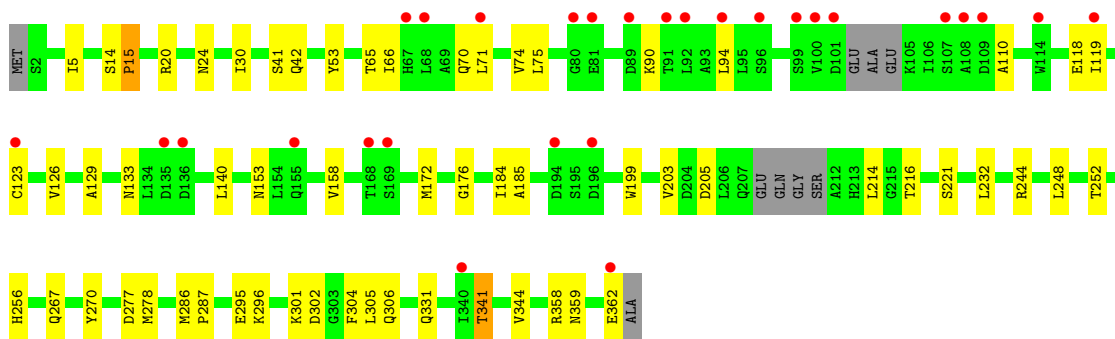 MET S2 I5 S14 P15 R20 N24 I30 S41 Q42 Y53 T65 I66 H67 L68 A69 Q70 L71 V74 L75 G80 E81 D89 K90 T91 L92 A93 L94 L95 S96 S99 V100 D101 GLU ALA GLU K105 I106 S107 A108 D109 A110 W114 E118 I119
C123 V126 A129 N133 L134 D135 D136 L140 N153 L154 Q155 V158 T168 S169 M172 G176 I184 A185 D194 S195 D196 W199 V203 D204 D205 L206 Q207 GLU GLN GLY SER A212 H213 L214 G215 T216 S221 L232 R244 L248 T252
H256 Q267 Y270 D277 M278 M286 P287 E295 K296 K301 D302 G303 F304 L305 Q306 Q331 I340 T341 V344 R358 N359 E362 ALA